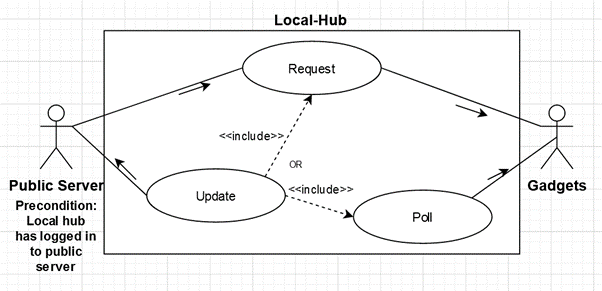 Local-Hub
Request
<<include>>
OR
<<include>>
Public Server
Update
Poll
Gadgets
Precondition:
Local hub
has logged in
to public
server